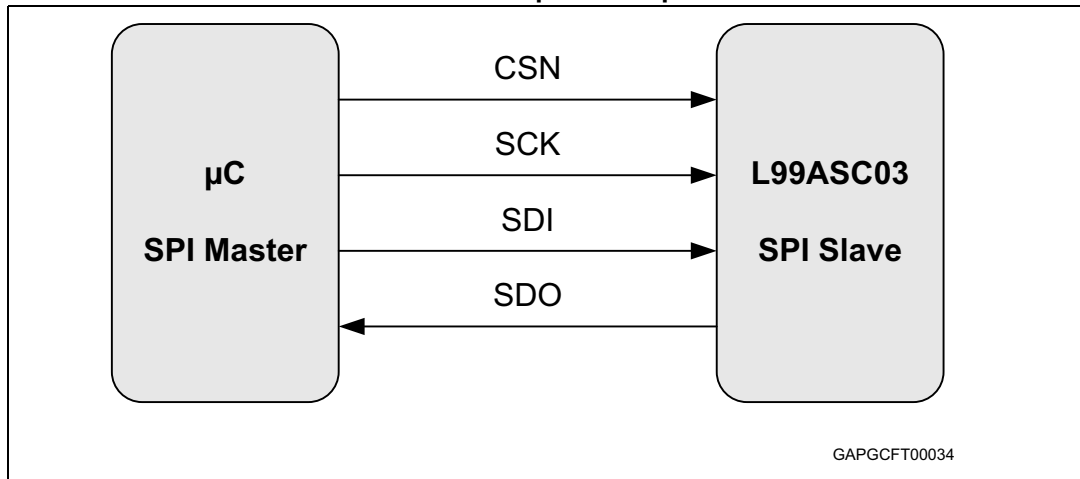 CSN
SCK
SDI
SDO
µC
SPI Master
L99ASC03
SPI Slave
GAPGCFT00034